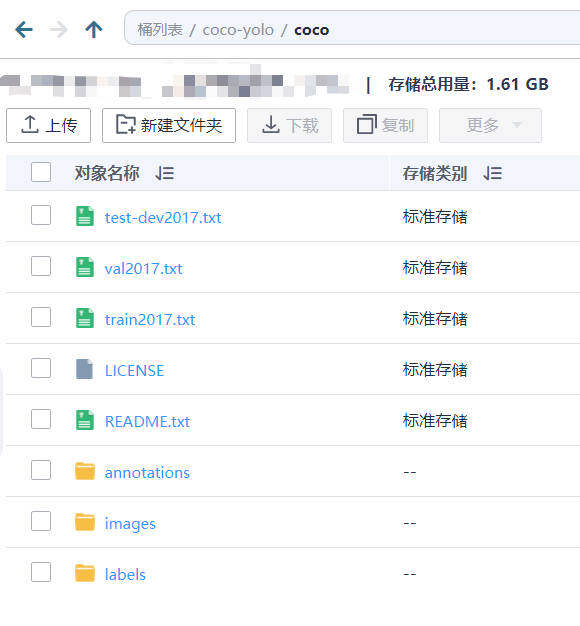 桶列表 / coco-yolo / coco
| 存储总用量：1.61 GB
上传 新建文件夹 下载 复制 更多
对象名称 存储类别
test-dev2017.txt 标准存储
val2017.txt 标准存储
train2017.txt 标准存储
LICENSE 标准存储
README.txt 标准存储
annotations --
images --
labels --